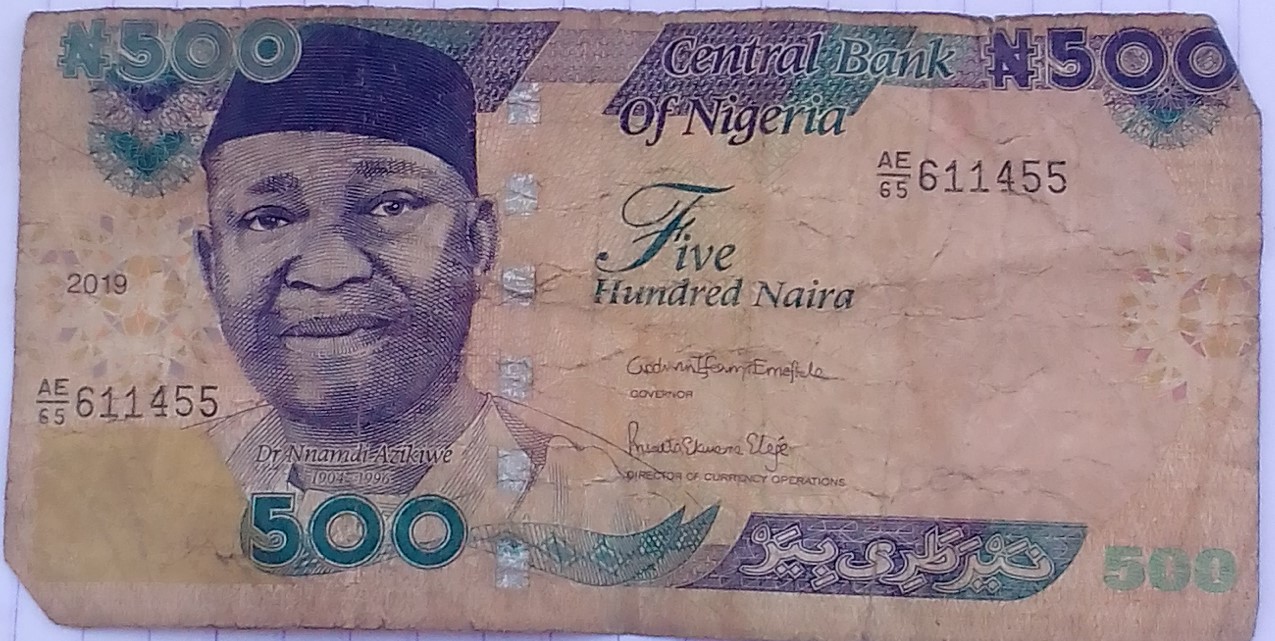 ₦500
Central Bank ₦500
Of Nigeria
AE/65 611455
Five
Hundred Naira
2019
GOVERNOR
AE/65 611455
Dr Nnamdi Azikiwe
1904-1996
DIRECTOR OF CURRENCY OPERATIONS
500
500